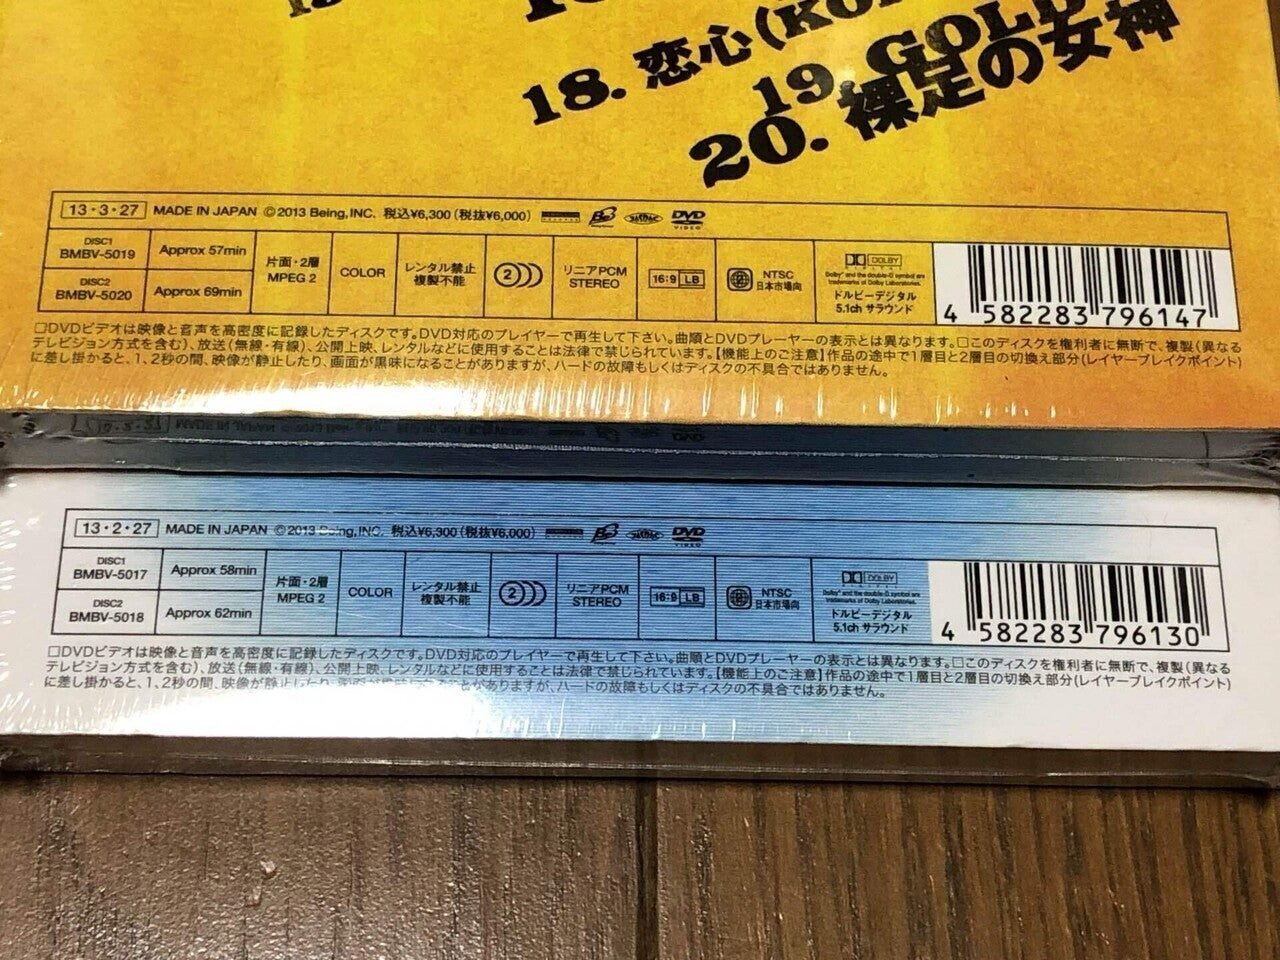 18. 恋心(KO
19. GOLD
20. 裸足の女神
13・3・27 MADE IN JAPAN ©2013 Being, INC. 税込¥6,300(税抜¥6,000) DVD VIDEO
DISC1 BMBV-5019 Approx 57min
DISC2 BMBV-5020 Approx 69min
片面・2層 MPEG 2
COLOR
レンタル禁止 複製不能
2
リニアPCM STEREO
16:9 LB
NTSC 日本市場向
DOLBY
Dolby and the double-D symbol are trademarks of Dolby Laboratories.
ドルビーデジタル 5.1ch サラウンド
4 582283 796147
□DVDビデオは映像と音声を高密度に記録したディスクです。DVD対応のプレイヤーで再生して下さい。曲順とDVDプレーヤーの表示とは異なります。□このディスクを権利者に無断で、複製(異なる
テレビジョン方式を含む)、放送(無線・有線)、公開上映、レンタルなどに使用することは法律で禁じられています。【機能上のご注意】作品の途中で1層目と2層目の切換え部分(レイヤーブレイクポイント)
に差し掛かると、1、2秒の間、映像が静止したり、画面が黒味になることがありますが、ハードの故障もしくはディスクの不具合ではありません。
13・2・27 MADE IN JAPAN ©2013 Being, INC. 税込¥6,300(税抜¥6,000) DVD VIDEO
DISC1 BMBV-5017 Approx 58min
DISC2 BMBV-5018 Approx 62min
片面・2層 MPEG 2
COLOR
レンタル禁止 複製不能
2
リニアPCM STEREO
16:9 LB
NTSC 日本市場向
DOLBY
Dolby and the double-D symbol are trademarks of Dolby Laboratories.
ドルビーデジタル 5.1ch サラウンド
4 582283 796130
□DVDビデオは映像と音声を高密度に記録したディスクです。DVD対応のプレイヤーで再生して下さい。曲順とDVDプレーヤーの表示とは異なります。□このディスクを権利者に無断で、複製(異なる
テレビジョン方式を含む)、放送(無線・有線)、公開上映、レンタルなどに使用することは法律で禁じられています。【機能上のご注意】作品の途中で1層目と2層目の切換え部分(レイヤーブレイクポイント)
に差し掛かると、1、2秒の間、映像が静止したり、画面が黒味になることがありますが、ハードの故障もしくはディスクの不具合ではありません。